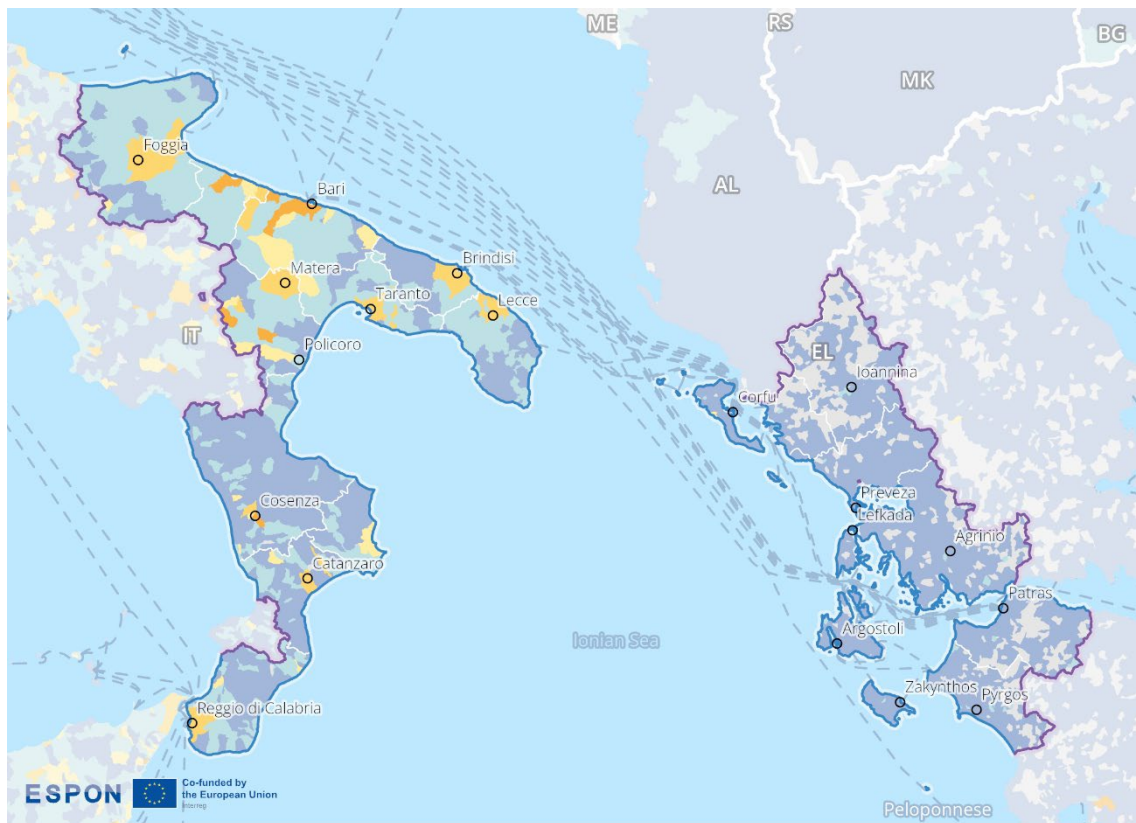 ME
RS
BG
MK
AL
Foggia
Bari
Matera
Brindisi
Taranto
Lecce
IT
Policoro
EL
Ioannina
Corfu
Preveza
Lefkada
Cosenza
Agrinio
Catanzaro
Patras
Ionian Sea
Argostoli
Zakynthos
Pyrgos
Reggio di Calabria
ESPON
Co-funded by
the European Union
Interreg
Peloponnese